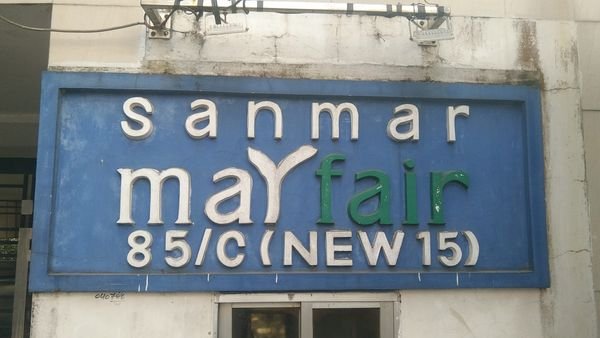 sanmar
maYfair
85/C (NEW 15)